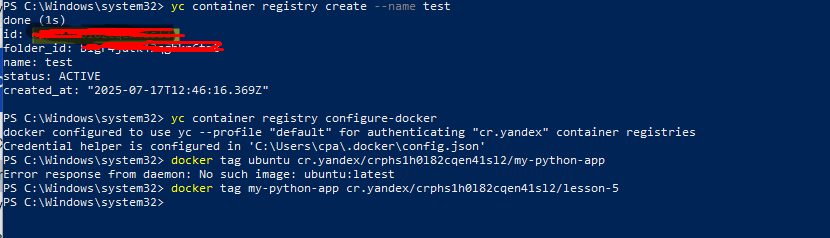 PS C:\Windows\system32> yc container registry create --name test
done (1s)
id:
folder_id:
name: test
status: ACTIVE
created_at: "2025-07-17T12:46:16.369Z"
PS C:\Windows\system32> yc container registry configure-docker
docker configured to use yc --profile "default" for authenticating "cr.yandex" container registries
Credential helper is configured in 'C:\Users\cpa\.docker\config.json'
PS C:\Windows\system32> docker tag ubuntu cr.yandex/crphs1h0l82cqen41sl2/my-python-app
Error response from daemon: No such image: ubuntu:latest
PS C:\Windows\system32> docker tag my-python-app cr.yandex/crphs1h0l82cqen41sl2/lesson-5
PS C:\Windows\system32>